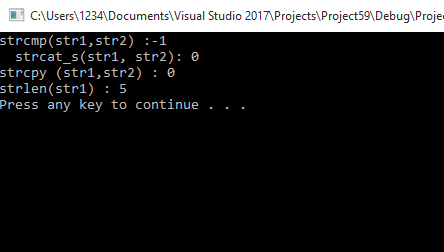 C:\Users\1234\Documents\Visual Studio 2017\Projects\Project59\Debug\Proje
strcmp(str1,str2) :-1
  strcat_s(str1, str2): 0
strcpy (str1,str2) : 0
strlen(str1) : 5
Press any key to continue . . .